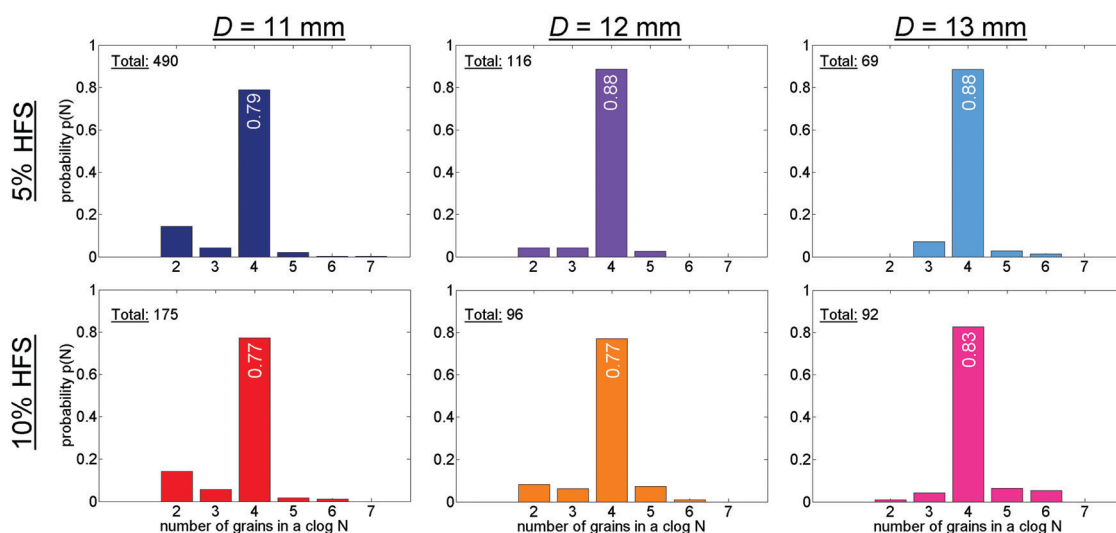 D = 11 mm
D = 12 mm
D = 13 mm
5% HFS
probability p(N)
1
0.8
0.6
0.4
0.2
0
Total: 490
0.79
2 3 4 5 6 7
1
0.8
0.6
0.4
0.2
0
Total: 116
0.88
2 3 4 5 6 7
1
0.8
0.6
0.4
0.2
0
Total: 69
0.88
2 3 4 5 6 7
10% HFS
probability p(N)
1
0.8
0.6
0.4
0.2
0
Total: 175
0.77
2 3 4 5 6 7
number of grains in a clog N
1
0.8
0.6
0.4
0.2
0
Total: 96
0.77
2 3 4 5 6 7
number of grains in a clog N
1
0.8
0.6
0.4
0.2
0
Total: 92
0.83
2 3 4 5 6 7
number of grains in a clog N